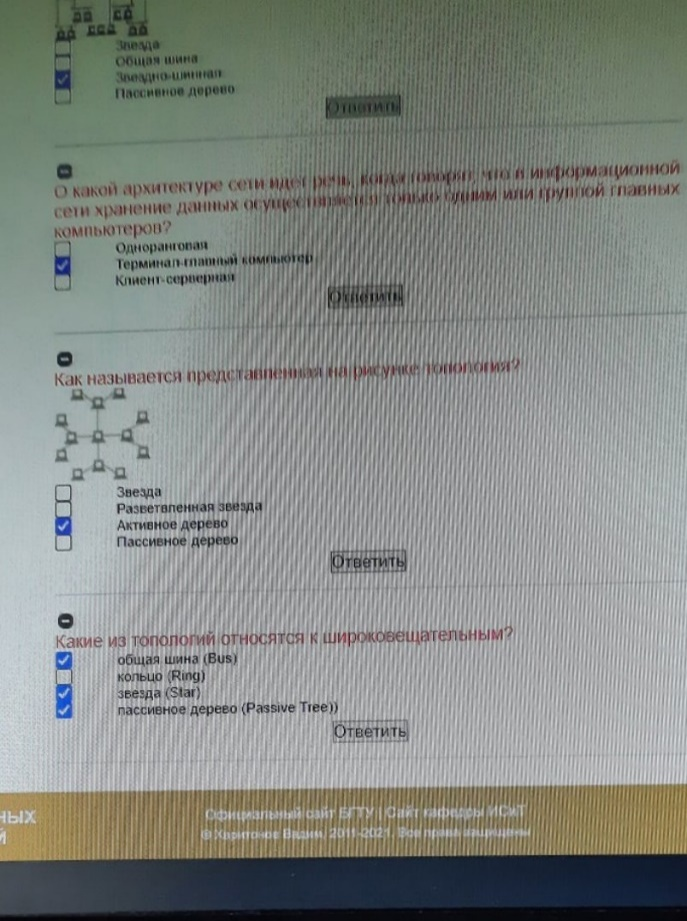 Звезда
Общая шина
Звездно-шинная
Пассивное дерево
Ответить
О какой архитектуре сети идет речь, когда говорят, что в информационной
сети хранение данных осуществляется только одним или группой главных
компьютеров?
Одноранговая
Терминал-главный компьютер
Клиент-серверная
Ответить
Как называется представленная на рисунке топология?
Звезда
Разветвленная звезда
Активное дерево
Пассивное дерево
Ответить
Какие из топологий относятся к широковещательным?
общая шина (Bus)
кольцо (Ring)
звезда (Star)
пассивное дерево (Passive Tree))
Ответить
НЫХ
Й
Официальный сайт БГТУ | Сайт кафедры ИСиТ
© Харитонов Вадим, 2011-2021. Все права защищены